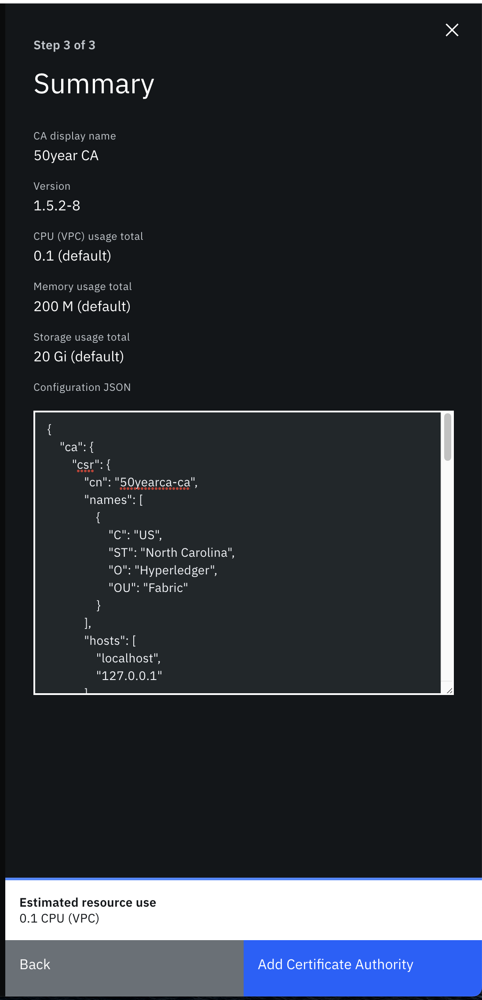 Step 3 of 3
Summary
CA display name
50year CA
Version
1.5.2-8
CPU (VPC) usage total
0.1 (default)
Memory usage total
200 M (default)
Storage usage total
20 Gi (default)
Configuration JSON
{
"ca": {
"csr": {
"cn": "50yearca-ca",
"names": [
{
"C": "US",
"ST": "North Carolina",
"O": "Hyperledger",
"OU": "Fabric"
}
],
"hosts": [
"localhost",
"127.0.0.1"
]
Estimated resource use
0.1 CPU (VPC)
Back
Add Certificate Authority